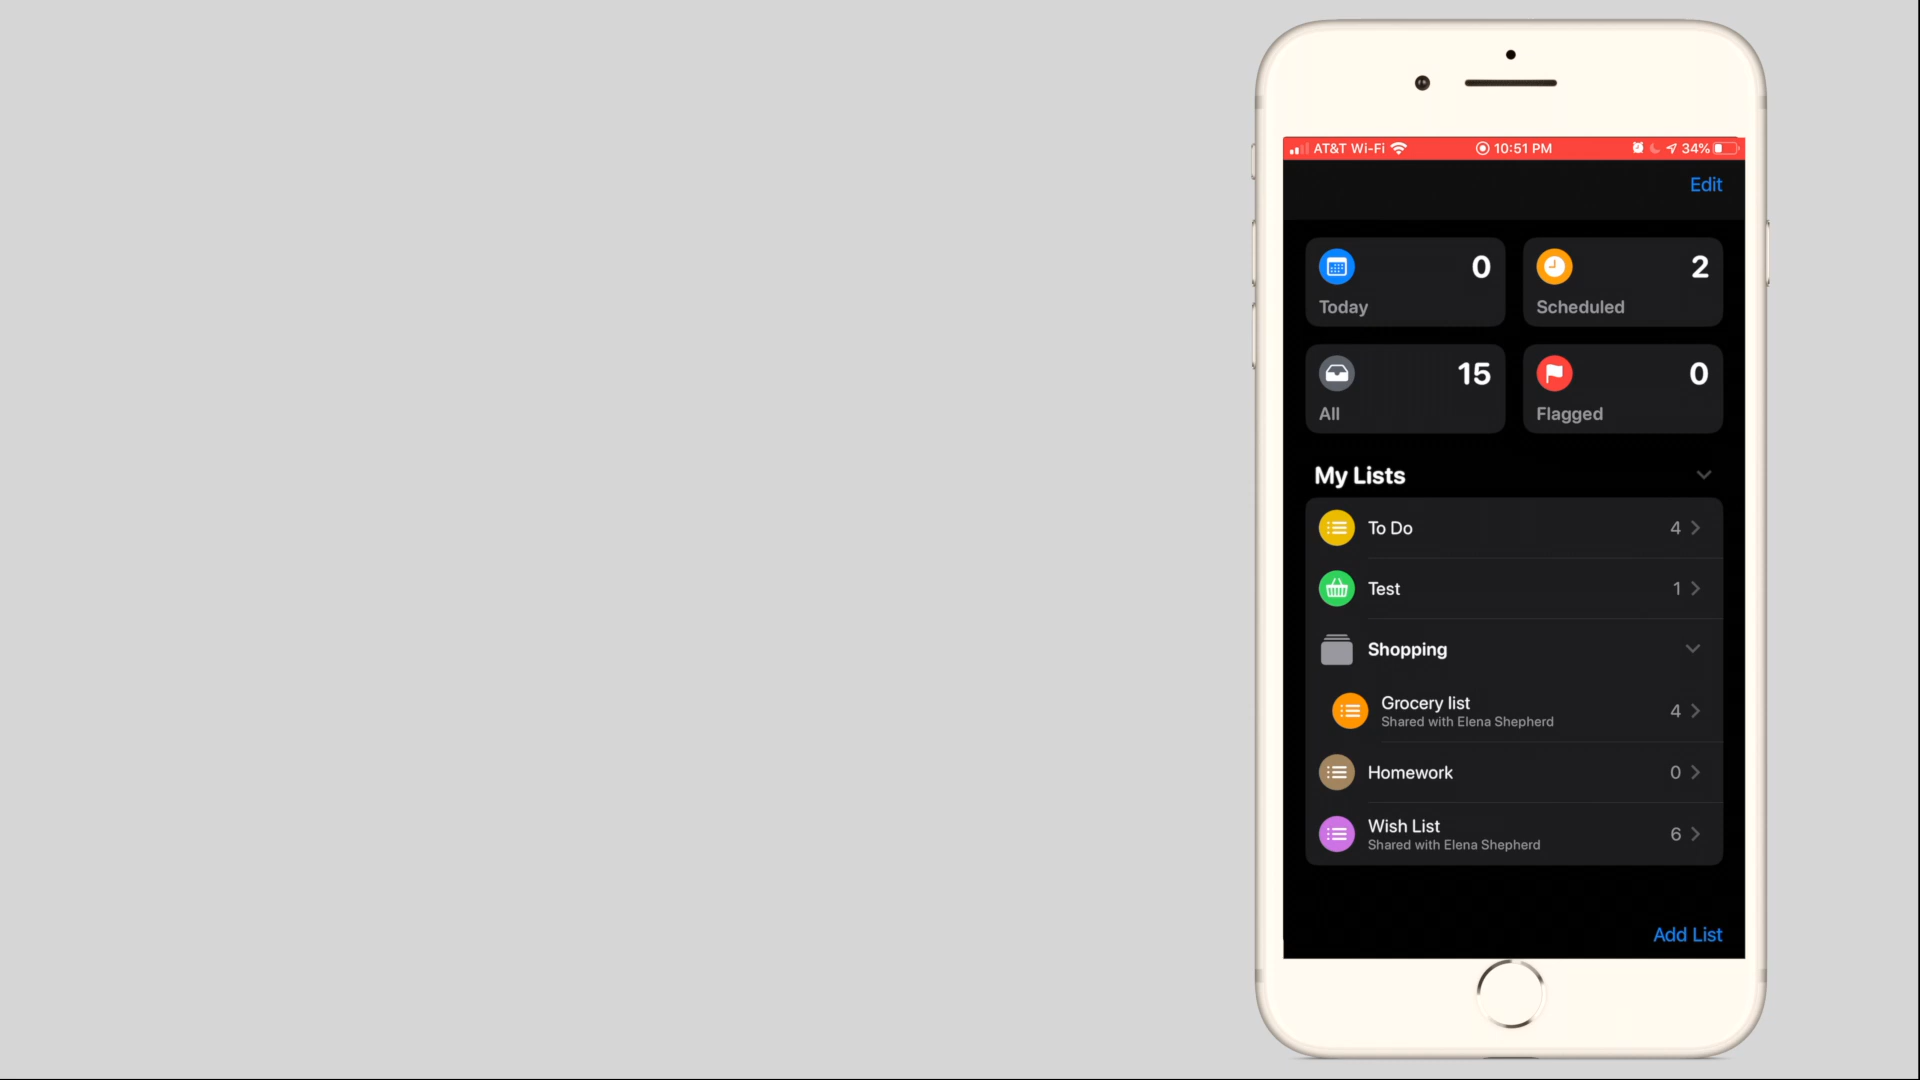 AT&T Wi-Fi 10:51 PM 34%
Edit
0 2
Today Scheduled
15 0
All Flagged
My Lists
To Do 4
Test 1
Shopping
Grocery list
Shared with Elena Shepherd 4
Homework 0
Wish List
Shared with Elena Shepherd 6
Add List